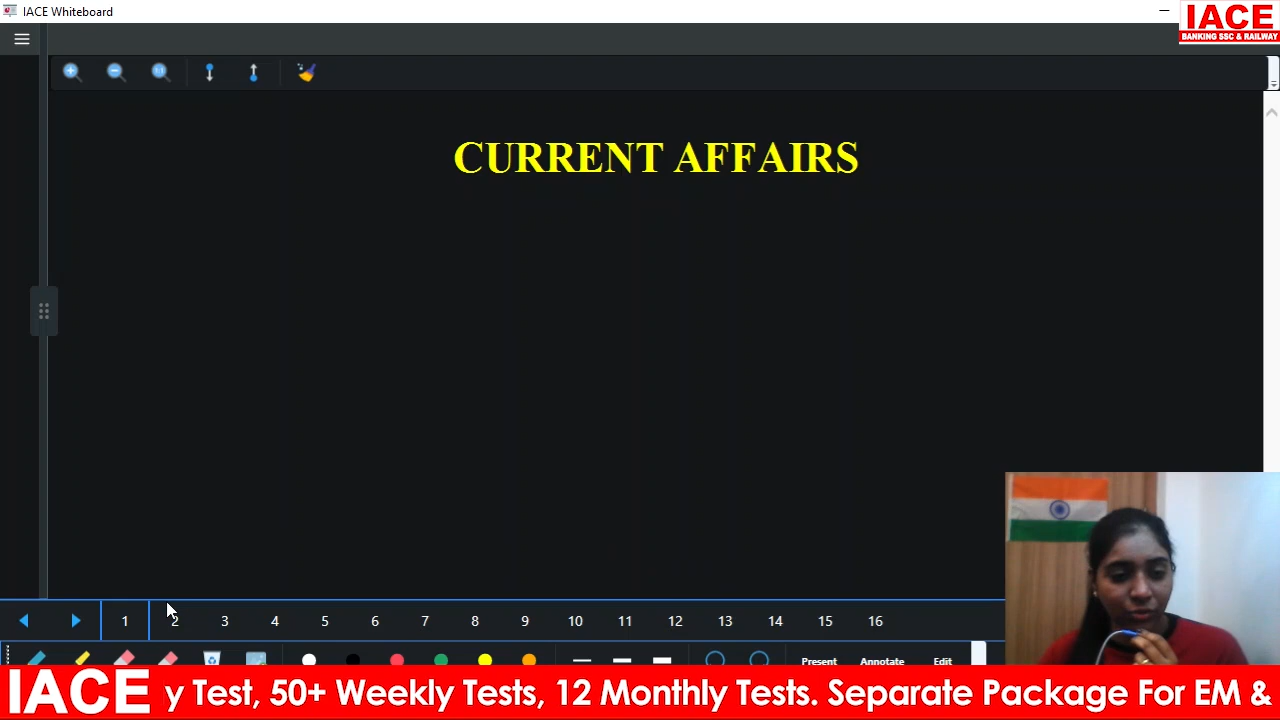 IACE Whiteboard
IACE
BANKING SSC & RAILWAY
CURRENT AFFAIRS
1 2 3 4 5 6 7 8 9 10 11 12 13 14 15 16
Present Annotate Edit
IACE y Test, 50+ Weekly Tests, 12 Monthly Tests. Separate Package For EM &